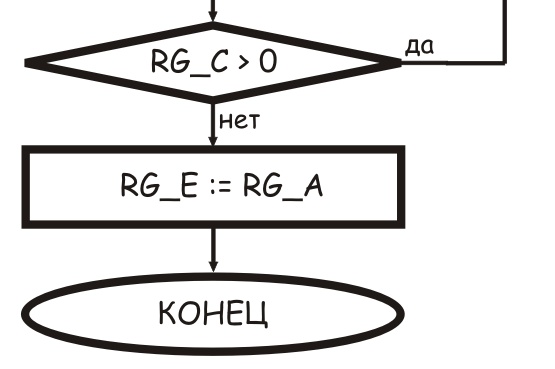 да
RG_C > 0
нет
RG_E := RG_A
КОНЕЦ